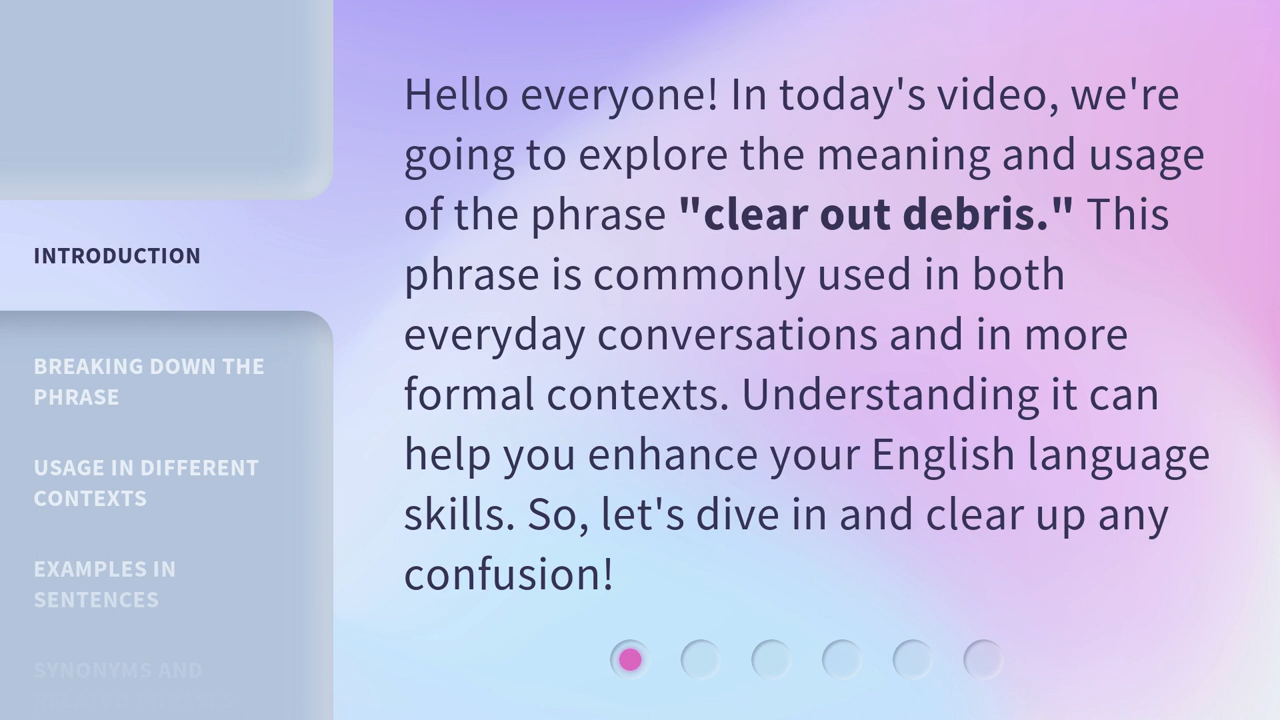 INTRODUCTION
BREAKING DOWN THE
PHRASE
USAGE IN DIFFERENT
CONTEXTS
EXAMPLES IN
SENTENCES
SYNONYMS AND
Hello everyone! In today's video, we're
going to explore the meaning and usage
of the phrase "clear out debris." This
phrase is commonly used in both
everyday conversations and in more
formal contexts. Understanding it can
help you enhance your English language
skills. So, let's dive in and clear up any
confusion!